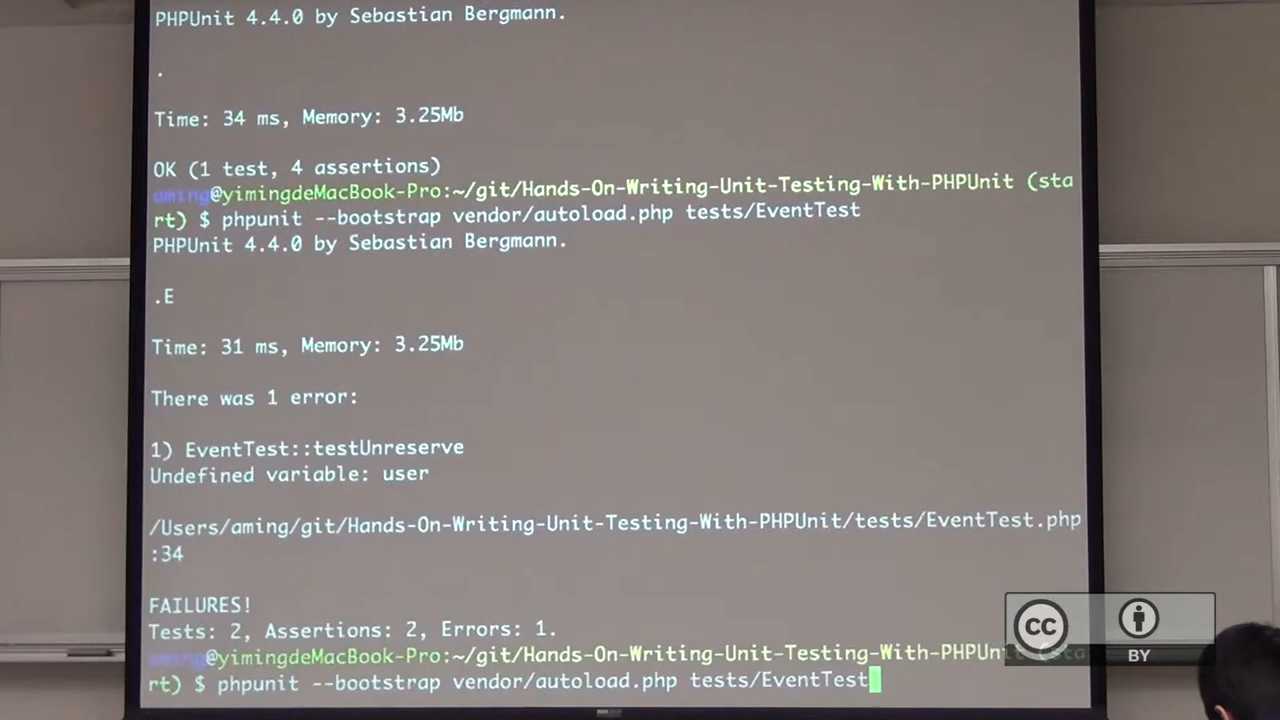 PHPUnit 4.4.0 by Sebastian Bergmann.
.
Time: 34 ms, Memory: 3.25Mb
OK (1 test, 4 assertions)
aming@yimingdeMacBook-Pro:~/git/Hands-On-Writing-Unit-Testing-With-PHPUnit (sta
rt) $ phpunit --bootstrap vendor/autoload.php tests/EventTest
PHPUnit 4.4.0 by Sebastian Bergmann.
.E
Time: 31 ms, Memory: 3.25Mb
There was 1 error:
1) EventTest::testUnreserve
Undefined variable: user
/Users/aming/git/Hands-On-Writing-Unit-Testing-With-PHPUnit/tests/EventTest.php
:34
FAILURES!
Tests: 2, Assertions: 2, Errors: 1.
aming@yimingdeMacBook-Pro:~/git/Hands-On-Writing-Unit-Testing-With-PHPUnit (sta
rt) $ phpunit --bootstrap vendor/autoload.php tests/EventTest
cc
BY